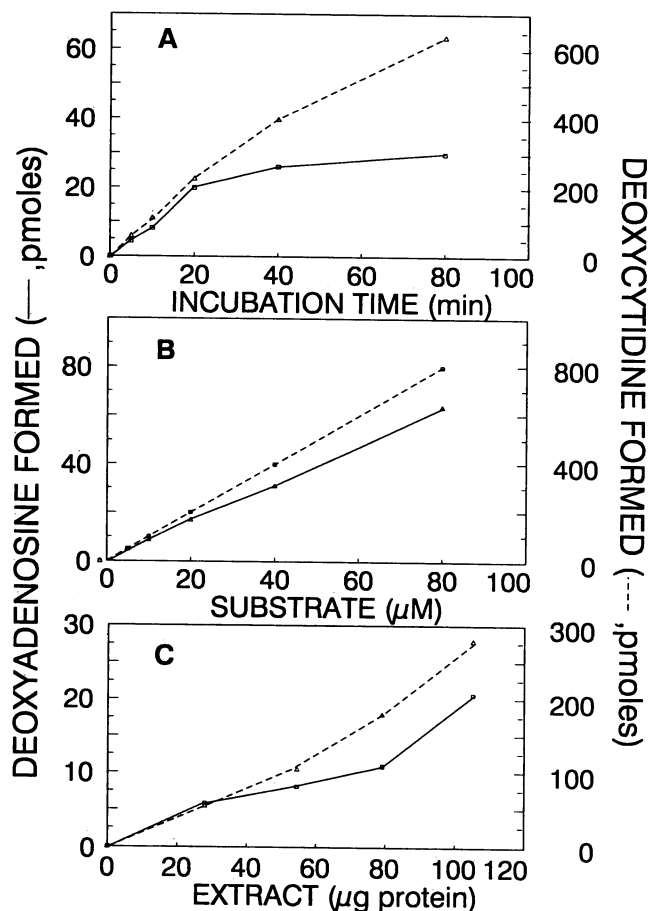 DEOXYADENOSINE FORMED (—,pmoles)
A
60
40
20
0
600
400
200
0
0 20 40 60 80 100
INCUBATION TIME (min)
B
80
40
0
800
400
0
0 20 40 60 80 100
SUBSTRATE (μM)
C
30
20
10
0
300
200
100
0
0 20 40 60 80 100 120
EXTRACT (μg protein)
DEOXYCYTIDINE FORMED (----,pmoles)